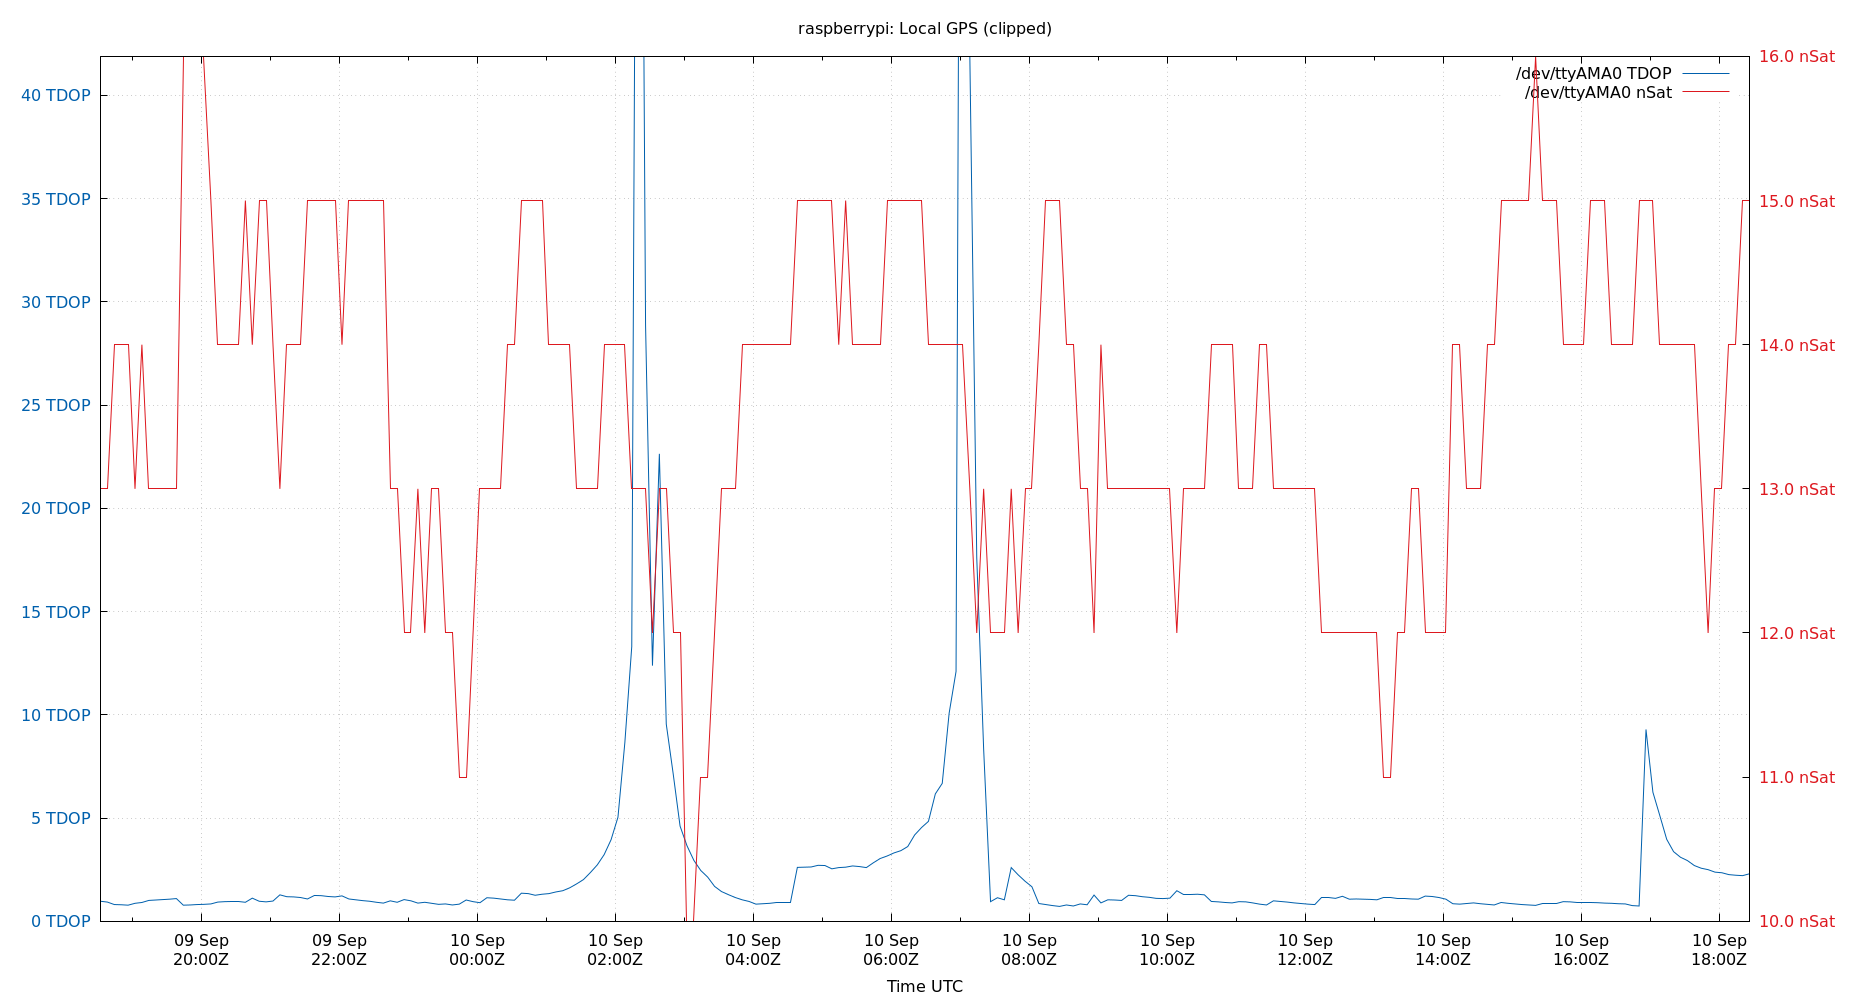 raspberrypi: Local GPS (clipped)
/dev/ttyAMA0 TDOP
/dev/ttyAMA0 nSat
40 TDOP
35 TDOP
30 TDOP
25 TDOP
20 TDOP
15 TDOP
10 TDOP
5 TDOP
0 TDOP
16.0 nSat
15.0 nSat
14.0 nSat
13.0 nSat
12.0 nSat
11.0 nSat
10.0 nSat
09 Sep
20:00Z
09 Sep
22:00Z
10 Sep
00:00Z
10 Sep
02:00Z
10 Sep
04:00Z
10 Sep
06:00Z
10 Sep
08:00Z
10 Sep
10:00Z
10 Sep
12:00Z
10 Sep
14:00Z
10 Sep
16:00Z
10 Sep
18:00Z
Time UTC